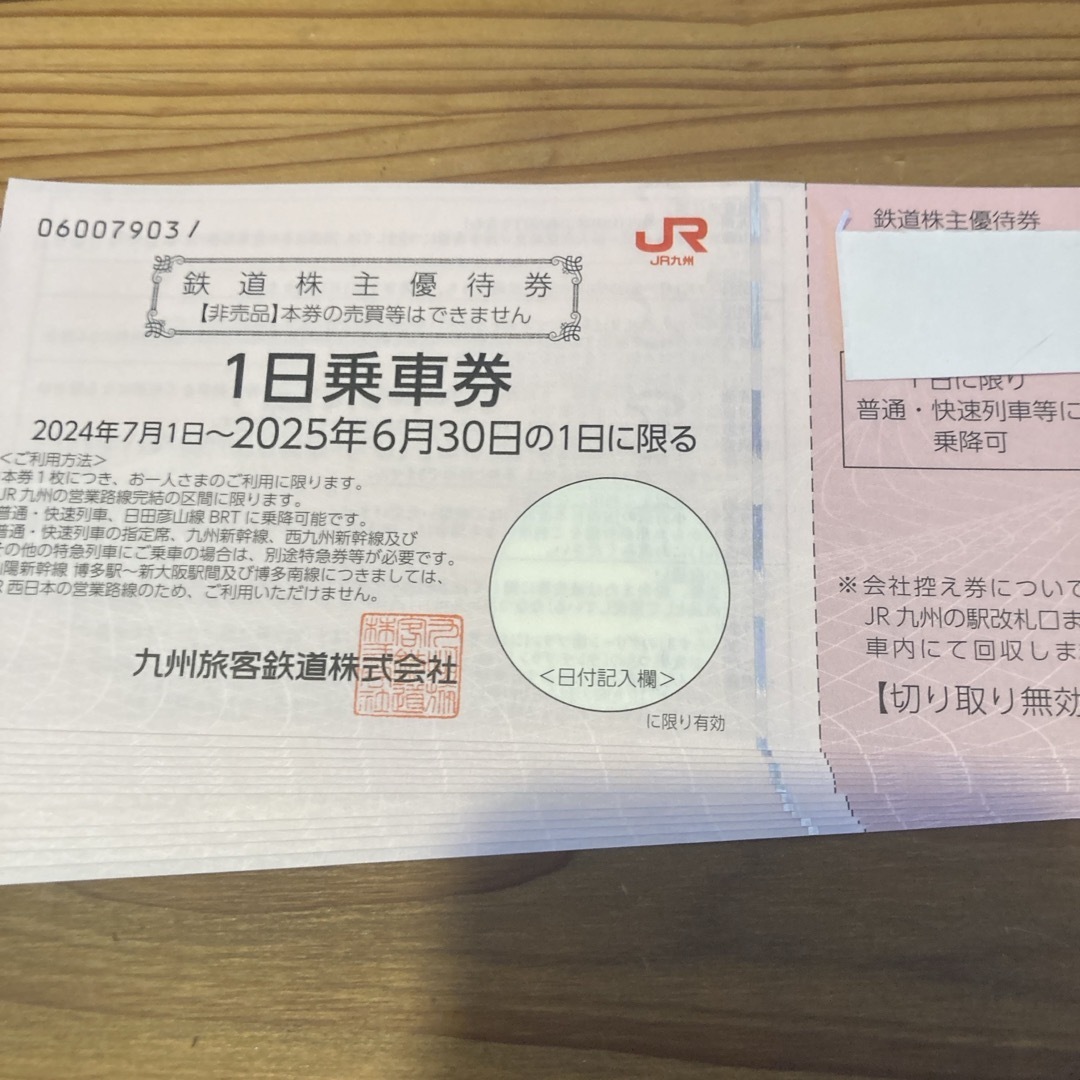 06007903/
JR
JR九州
鉄道株主優待券
【非売品】本券の売買等はできません
1日乗車券
2024年7月1日～2025年6月30日の1日に限る
＜ご利用方法＞
本券1枚につき、お一人さまのご利用に限ります。
JR九州の営業路線完結の区間に限ります。
普通・快速列車、日田彦山線BRTに乗降可能です。
普通・快速列車の指定席、九州新幹線、西九州新幹線及び
その他の特急列車にご乗車の場合は、別途特急券等が必要です。
山陽新幹線 博多駅～新大阪駅間及び博多南線につきましては、
R西日本の営業路線のため、ご利用いただけません。
九州旅客鉄道株式会社
＜日付記入欄＞
に限り有効
鉄道株主優待券
1日に限り
普通・快速列車等に
乗降可
※会社控え券について
JR九州の駅改札口ま
車内にて回収しま
【切り取り無効